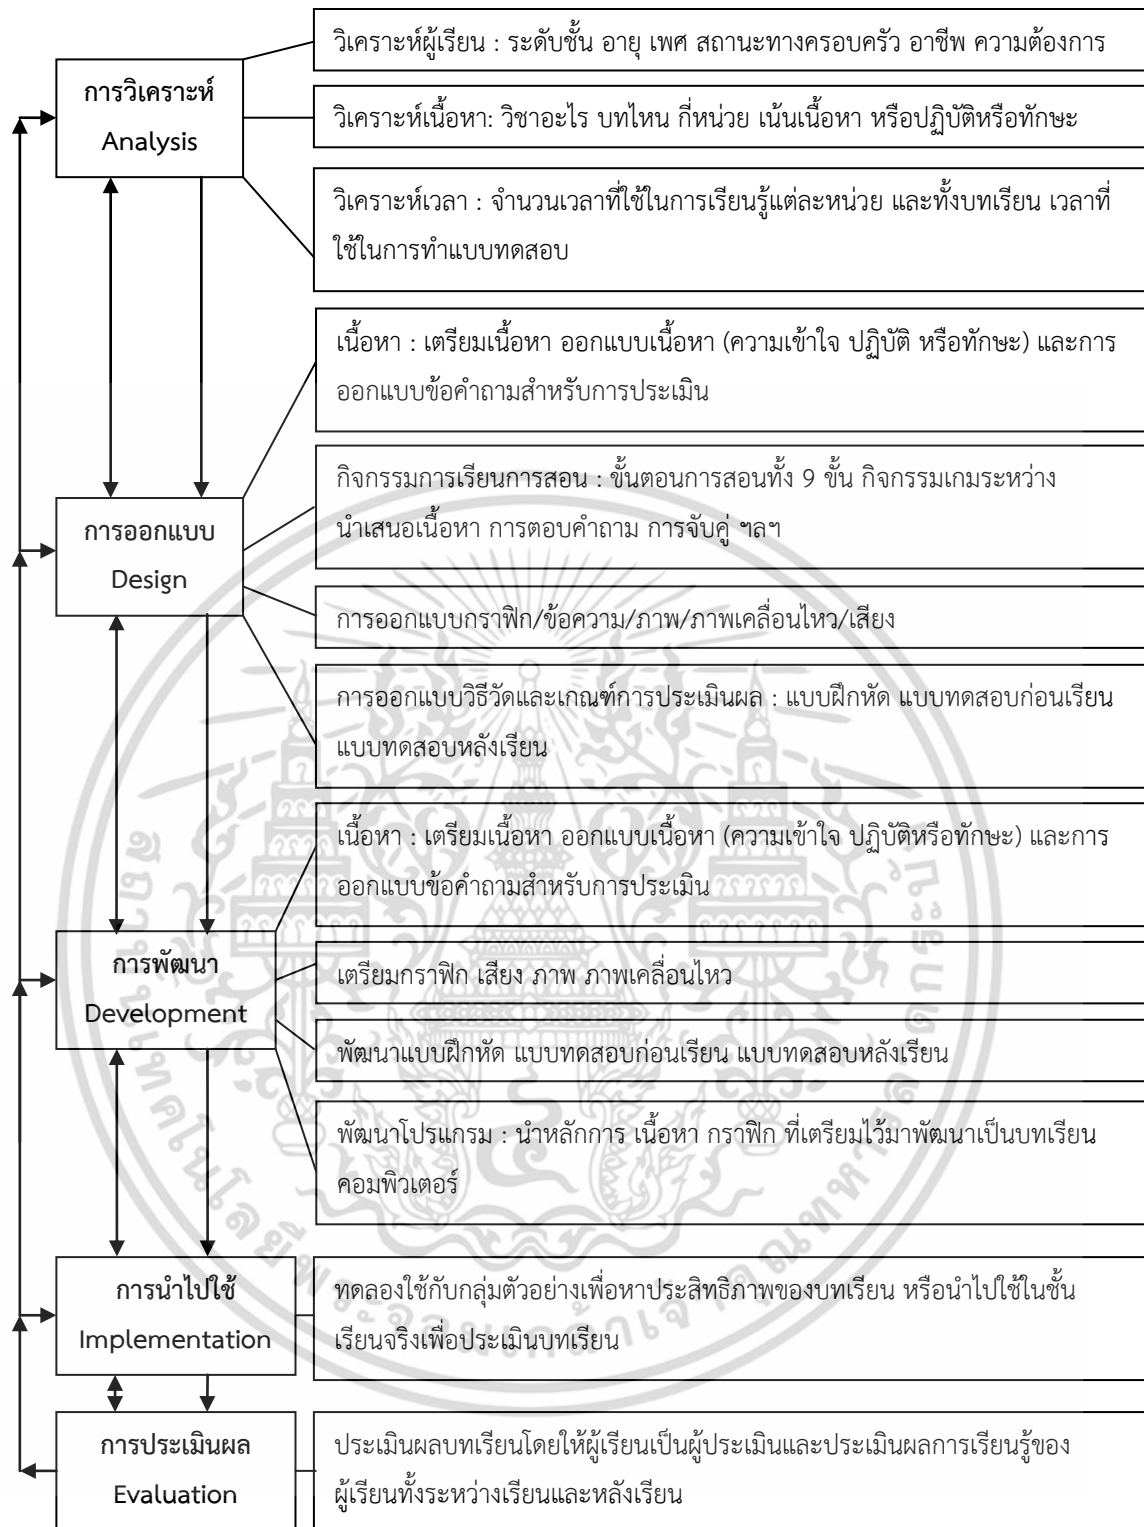 วิเคราะห์ผู้เรียน : ระดับชั้น อายุ เพศ สถานะทางครอบครัว อาชีพ ความต้องการ
การวิเคราะห์
Analysis
วิเคราะห์เนื้อหา: วิชาอะไร บทไหน กี่หน่วย เน้นเนื้อหา หรือปฏิบัติหรือทักษะ
วิเคราะห์เวลา : จำนวนเวลาที่ใช้ในการเรียนรู้แต่ละหน่วย และทั้งบทเรียน เวลาที่
ใช้ในการทำแบบทดสอบ
เนื้อหา : เตรียมเนื้อหา ออกแบบเนื้อหา (ความเข้าใจ ปฏิบัติ หรือทักษะ) และการ
ออกแบบข้อคำถามสำหรับการประเมิน
กิจกรรมการเรียนการสอน : ขั้นตอนการสอนทั้ง 9 ขั้น กิจกรรมเกมระหว่าง
นำเสนอเนื้อหา การตอบคำถาม การจับคู่ ฯลฯ
การออกแบบ
Design
การออกแบบกราฟิก/ข้อความ/ภาพ/ภาพเคลื่อนไหว/เสียง
การออกแบบวิธีวัดและเกณฑ์การประเมินผล : แบบฝึกหัด แบบทดสอบก่อนเรียน
แบบทดสอบหลังเรียน
เนื้อหา : เตรียมเนื้อหา ออกแบบเนื้อหา (ความเข้าใจ ปฏิบัติหรือทักษะ) และการ
ออกแบบข้อคำถามสำหรับการประเมิน
การพัฒนา
Development
เตรียมกราฟิก เสียง ภาพ ภาพเคลื่อนไหว
พัฒนาแบบฝึกหัด แบบทดสอบก่อนเรียน แบบทดสอบหลังเรียน
พัฒนาโปรแกรม : นำหลักการ เนื้อหา กราฟิก ที่เตรียมไว้มาพัฒนาเป็นบทเรียน
คอมพิวเตอร์
การนำไปใช้
Implementation
ทดลองใช้กับกลุ่มตัวอย่างเพื่อหาประสิทธิภาพของบทเรียน หรือนำไปใช้ในชั้น
เรียนจริงเพื่อประเมินบทเรียน
การประเมินผล
Evaluation
ประเมินผลบทเรียนโดยให้ผู้เรียนเป็นผู้ประเมินและประเมินผลการเรียนรู้ของ
ผู้เรียนทั้งระหว่างเรียนและหลังเรียน
สถาบันเทคโนโลยีพระจอมเกล้าเจ้าคุณทหารลาดกระบัง